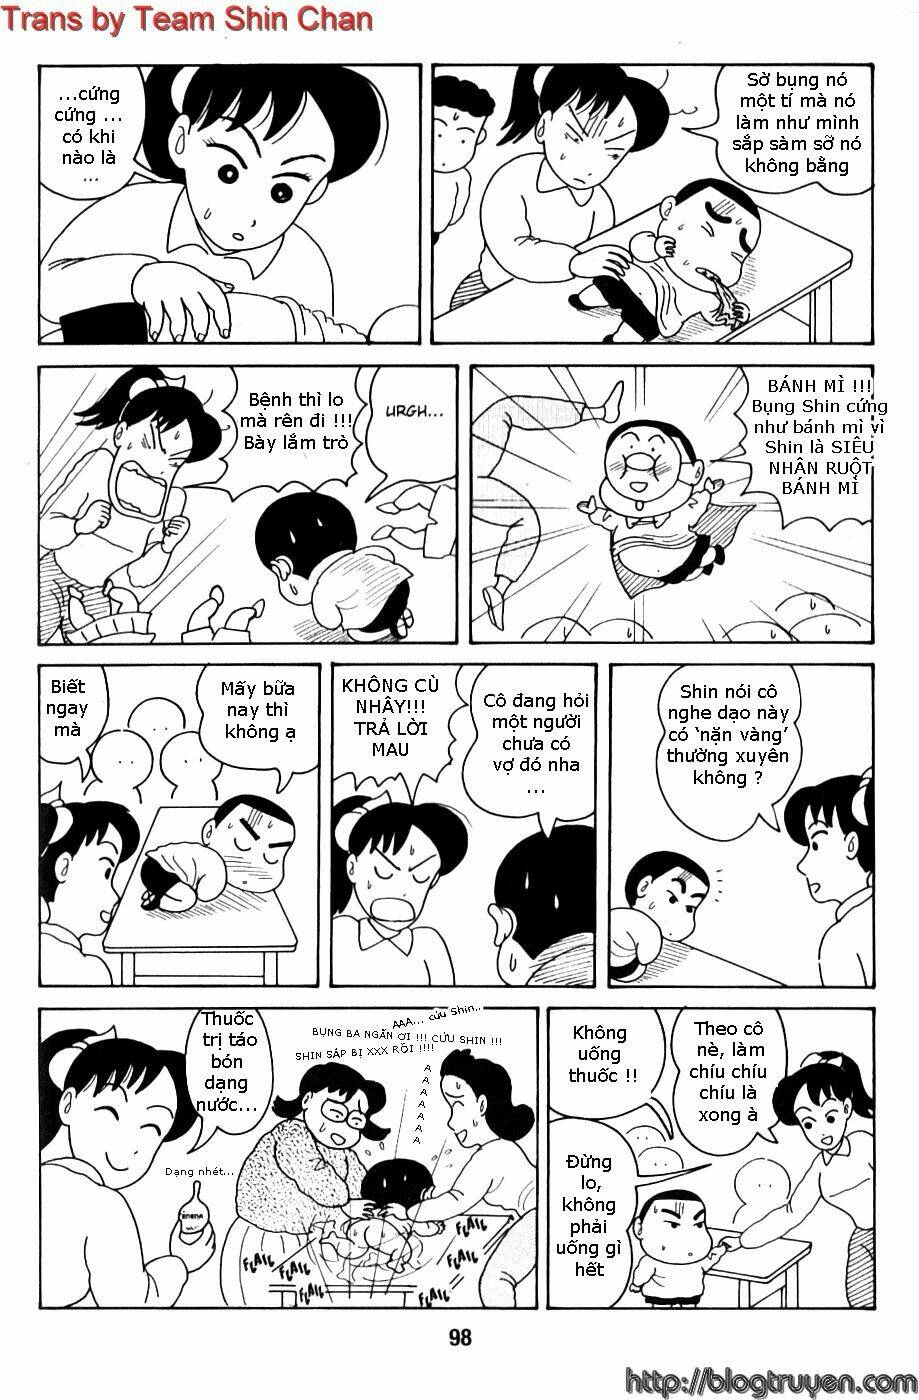 Trans by Team Shin Chan
...cứng
cứng ...
có khi
nào là
...
Sờ bụng nó
một tí mà nó
làm như mình
sắp sàm sỡ nó
không bằng
Bệnh thì lo
mà rên đi !!!
Bày lắm trò
URGH...
BÁNH MÌ !!!
Bụng Shin cứng
như bánh mì vì
Shin là SIÊU
NHÂN RUỘT
BÁNH MÌ
Biết
ngay
mà
Mấy bữa
nay thì
không ạ
KHÔNG CÙ
NHÂY!!!
TRẢ LỜI
MAU
Cô đang hỏi
một người
chưa có
vợ đó nha
...
Shin nói cô
nghe dạo này
có ‘nặn vàng’
thường xuyên
không ?
Thuốc
trị táo
bón
dạng
nước...
Dạng nhét...
ENEMA
AAA... cứu Shin..
BỤNG BA NGẤN ƠI !!! CỨU SHIN !!!
SHIN SẮP BỊ XXX RỒI !!!!
A
A
A
A
A
A
A
FLAIL
FLAIL
FLAIL
FLAIL
FLAIL
FLAIL
Không
uống
thuốc !!
Theo cô
nè, làm
chíu chíu
chíu là
xong à
Đừng
lo,
không
phải
uống gì
hết
98
http://blogtruyen.com